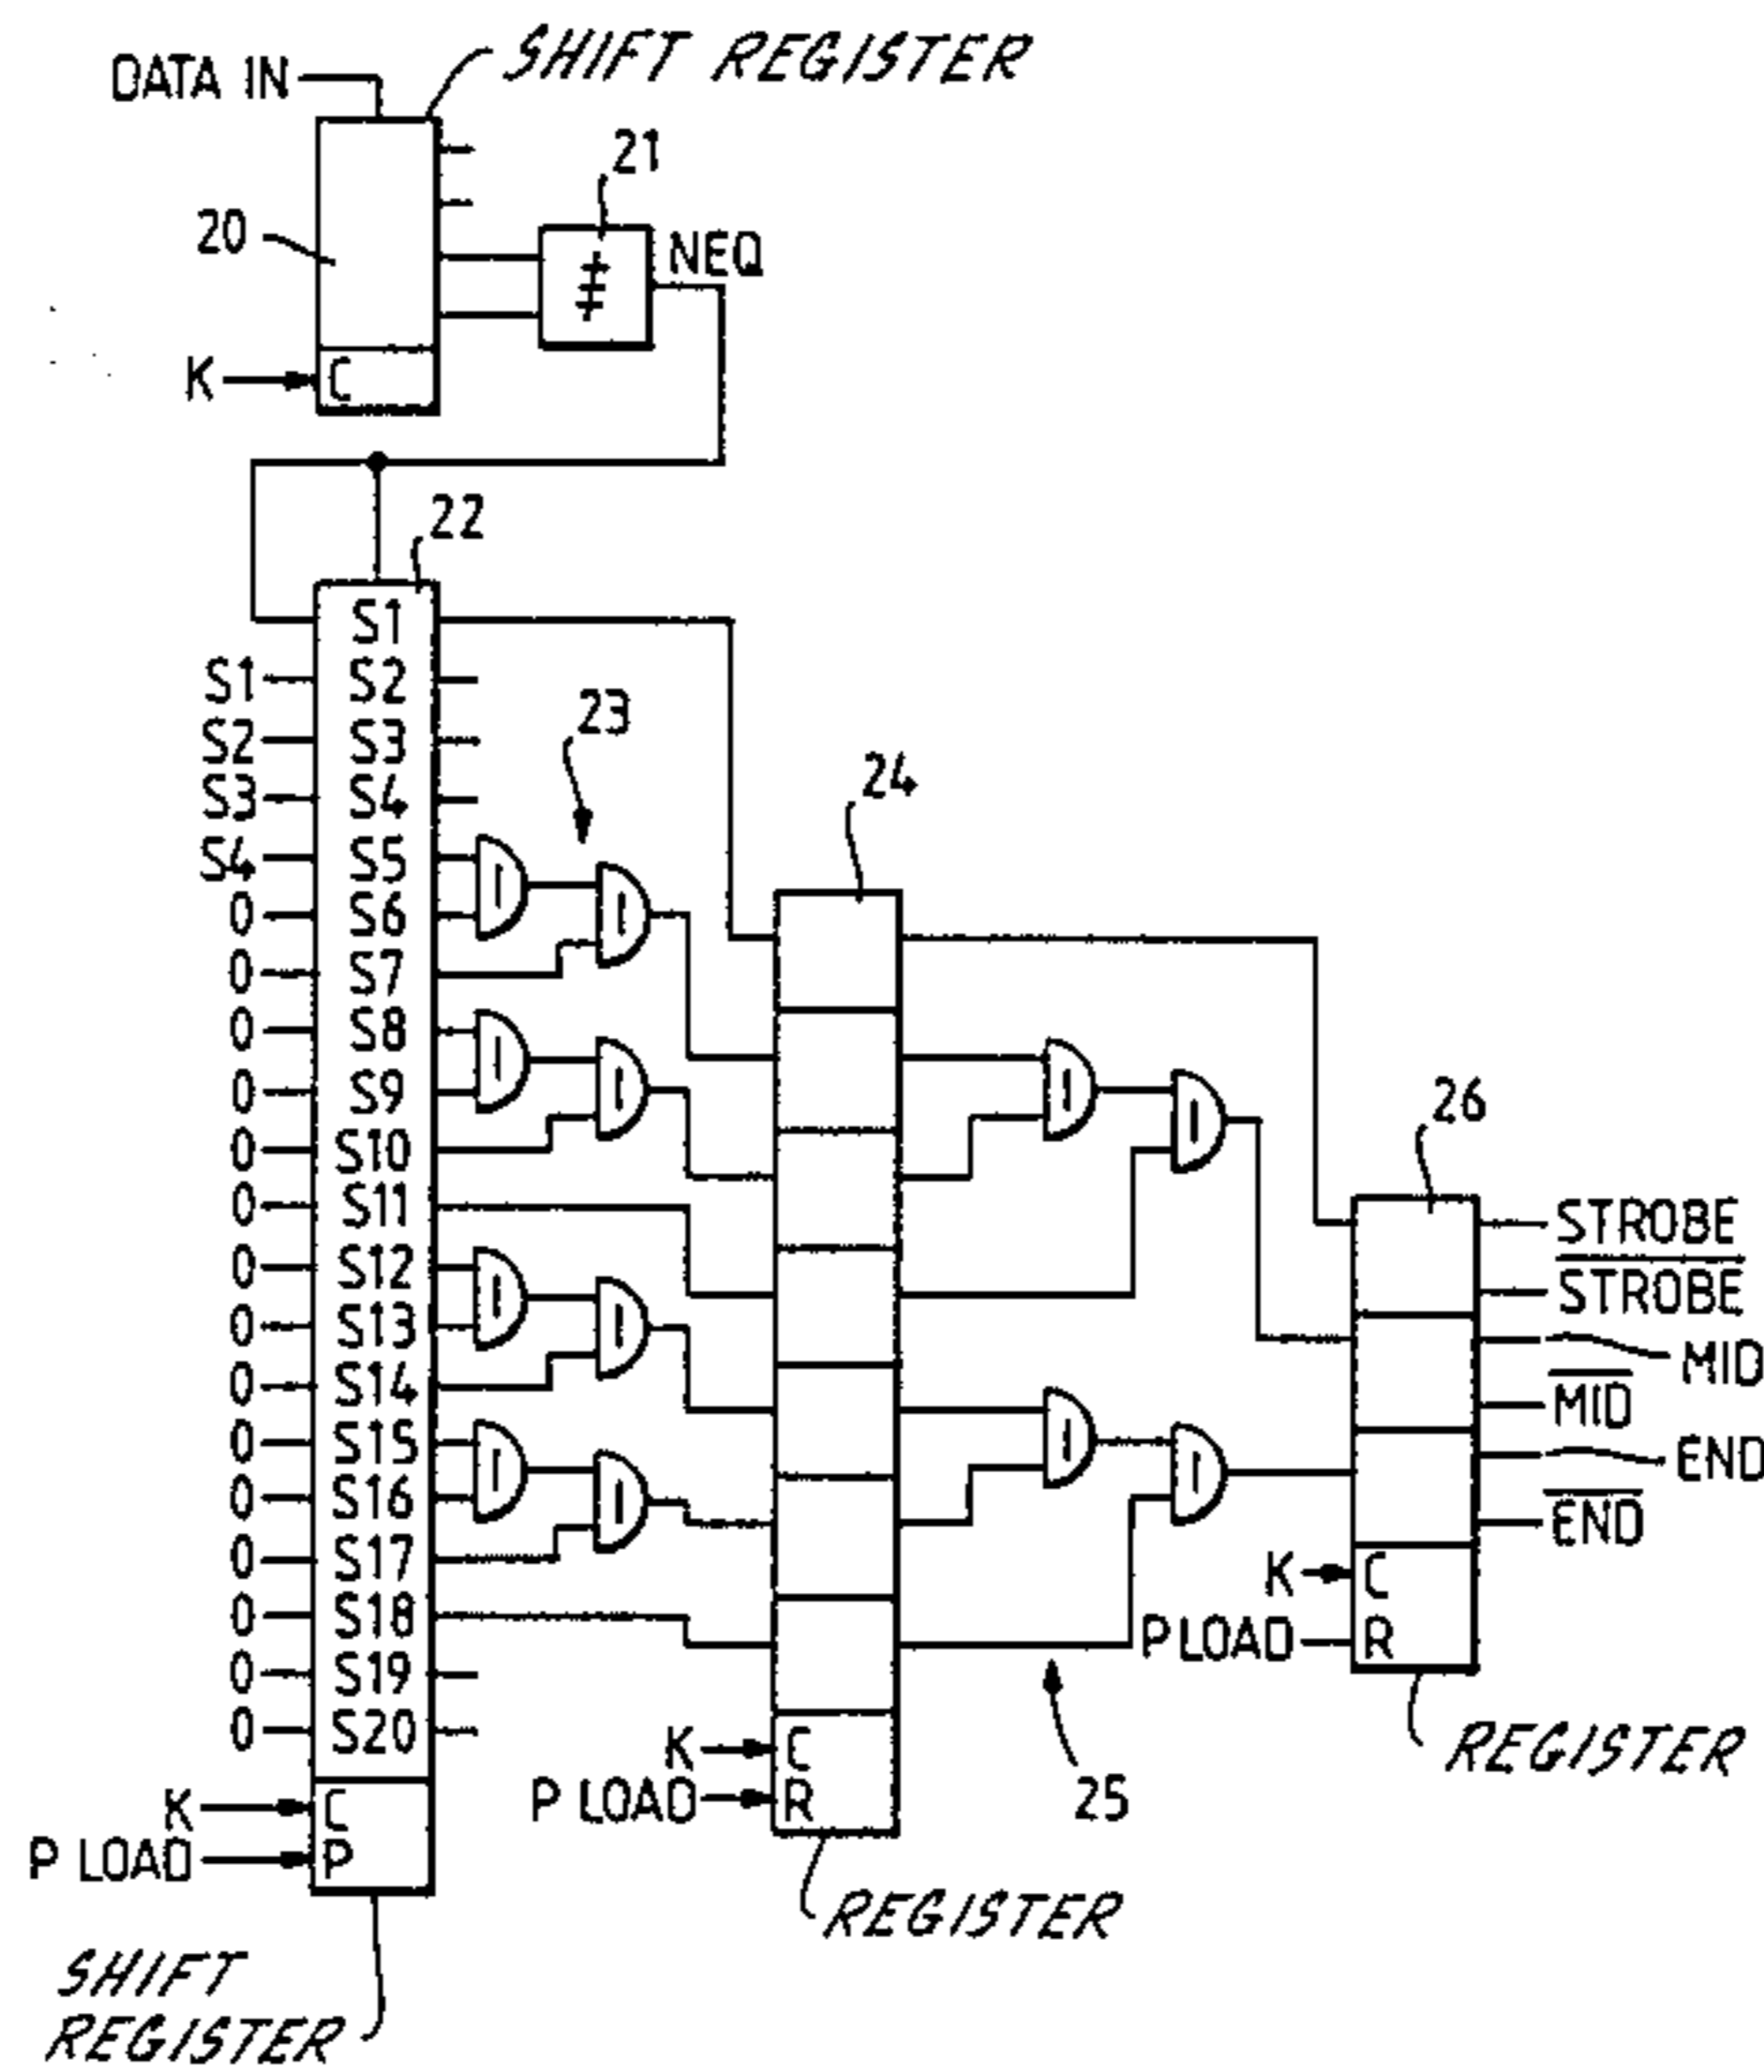 DATA IN
SHIFT REGISTER
21
20
≠
NEQ
K
C
22
S1
S1 S2
S2 S3
S3 S4
S4 S5
0 S6
0 S7
0 S8
0 S9
0 S10
0 S11
0 S12
0 S13
0 S14
0 S15
0 S16
0 S17
0 S18
0 S19
0 S20
K C
P LOAD P
SHIFT
REGISTER
23
24
K C
P LOAD R
REGISTER
25
26
STROBE
S̅T̅R̅O̅B̅E̅
MID
M̅I̅D̅
END
E̅N̅D̅
K C
P LOAD R
REGISTER